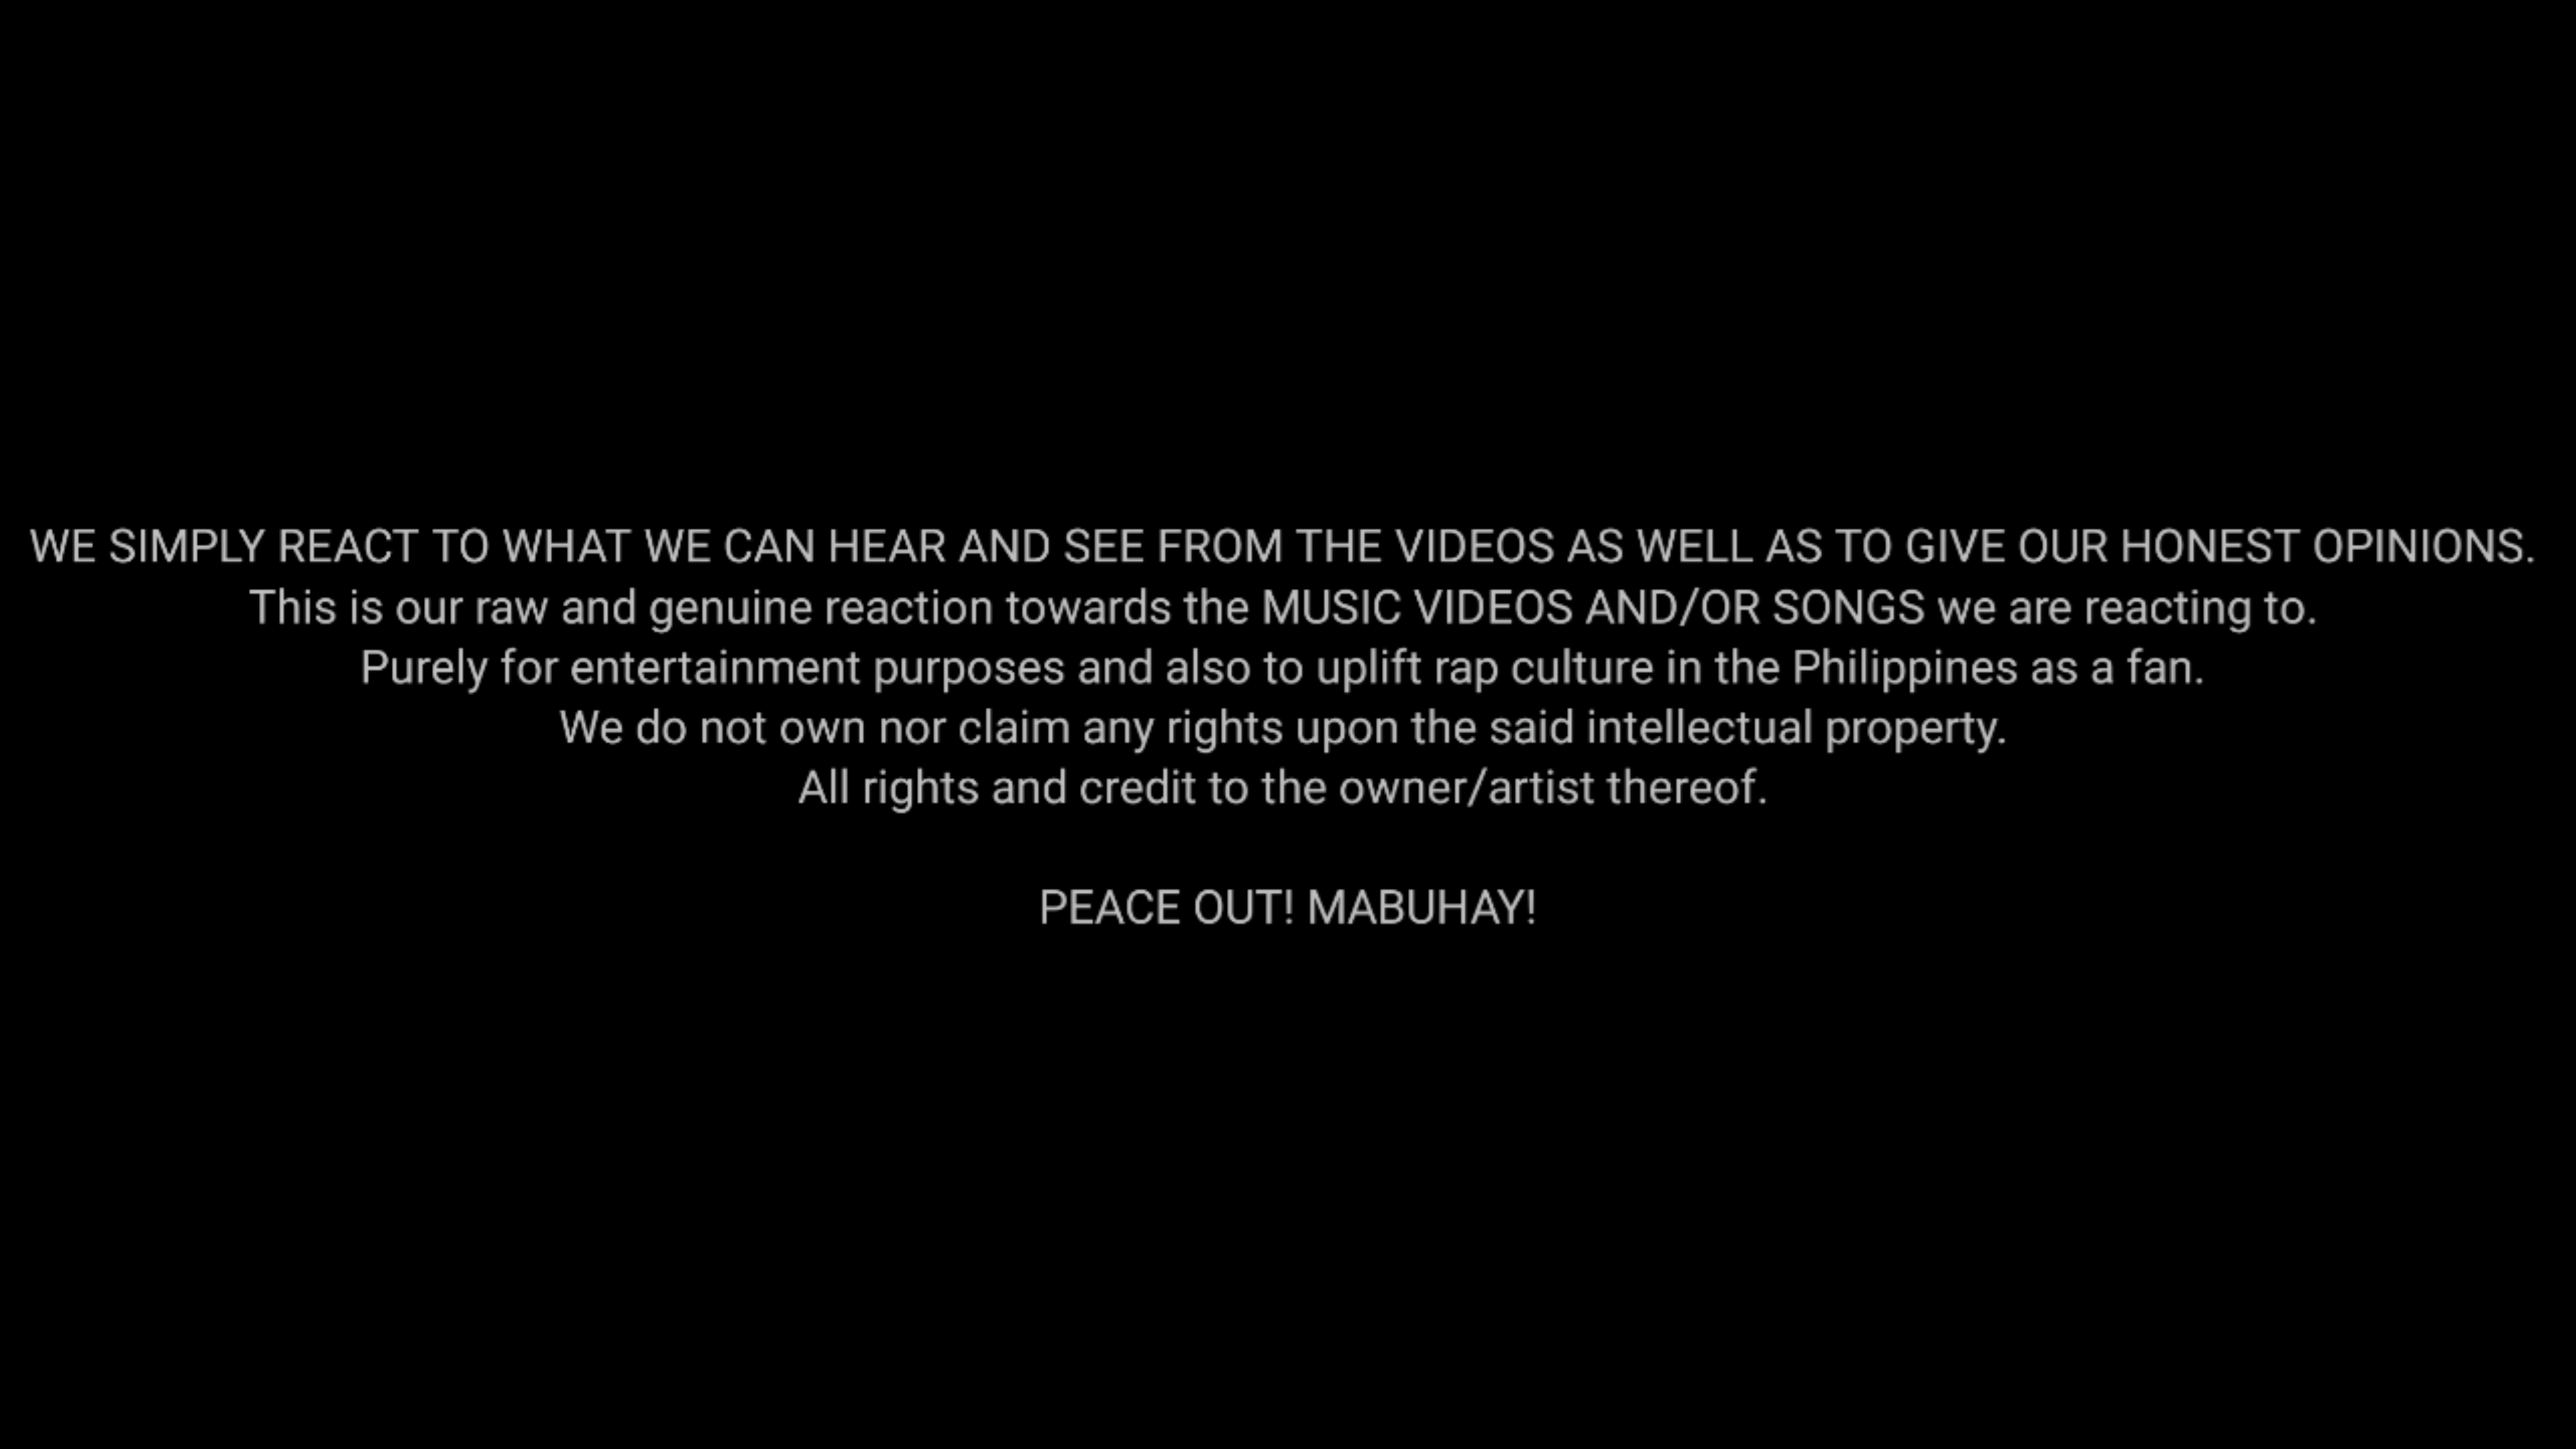 WE SIMPLY REACT TO WHAT WE CAN HEAR AND SEE FROM THE VIDEOS AS WELL AS TO GIVE OUR HONEST OPINIONS.
This is our raw and genuine reaction towards the MUSIC VIDEOS AND/OR SONGS we are reacting to.
Purely for entertainment purposes and also to uplift rap culture in the Philippines as a fan.
We do not own nor claim any rights upon the said intellectual property.
All rights and credit to the owner/artist thereof.
PEACE OUT! MABUHAY!